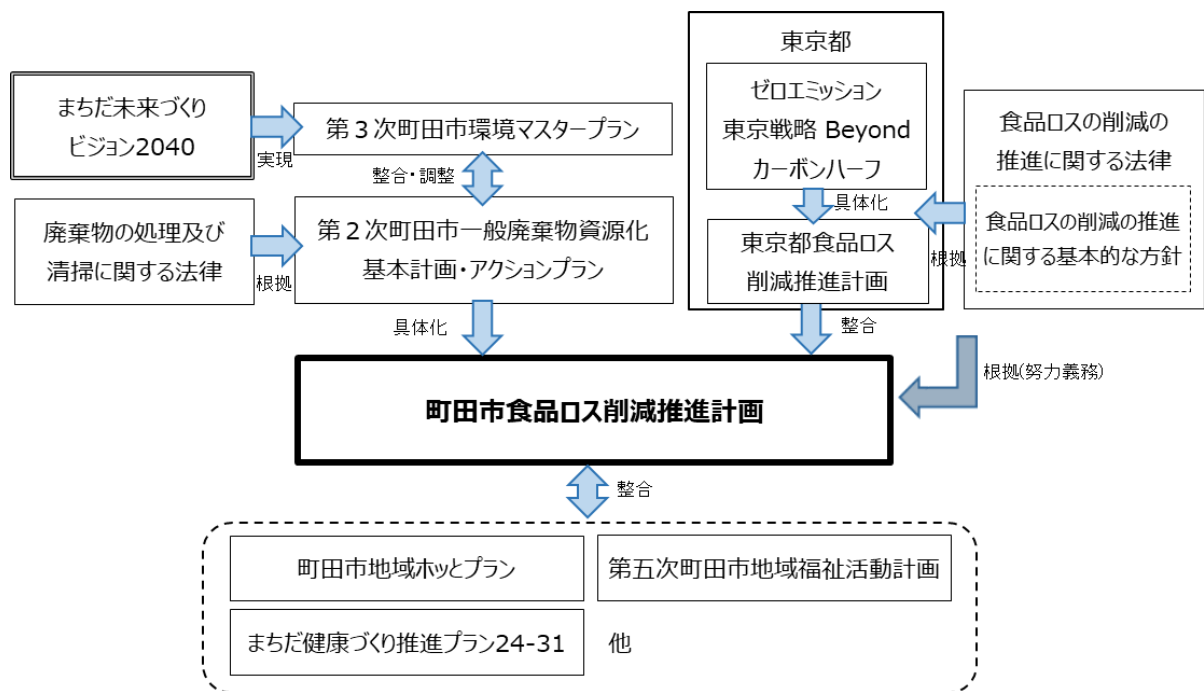 まちだ未来づくり
ビジョン2040
実現
第３次町田市環境マスタープラン
整合・調整
廃棄物の処理及び
清掃に関する法律
根拠
第２次町田市一般廃棄物資源化
基本計画・アクションプラン
具体化
東京都
ゼロエミッション
東京戦略 Beyond
カーボンハーフ
具体化
東京都食品ロス
削減推進計画
整合
食品ロスの削減の
推進に関する法律
食品ロスの削減の推進
に関する基本的な方針
根拠
根拠(努力義務)
町田市食品ロス削減推進計画
整合
町田市地域ホッとプラン
第五次町田市地域福祉活動計画
まちだ健康づくり推進プラン24-31
他